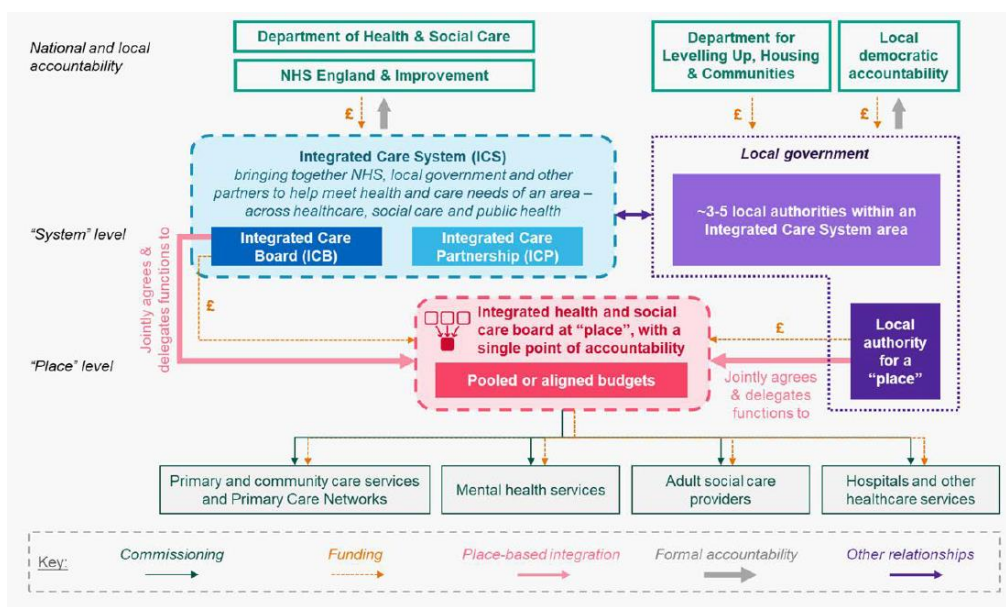 National and local
accountability
Department of Health & Social Care
NHS England & Improvement
Department for
Levelling Up, Housing
& Communities
Local
democratic
accountability
£
£
£
Integrated Care System (ICS)
bringing together NHS, local government and other
partners to help meet health and care needs of an area –
across healthcare, social care and public health
Local government
~3-5 local authorities within an
Integrated Care System area
"System" level
Integrated Care
Board (ICB)
Integrated Care
Partnership (ICP)
Jointly agrees &
delegates functions to
£
Integrated health and social
care board at "place", with a
single point of accountability
Pooled or aligned budgets
£
Local
authority
for a
"place"
"Place" level
Jointly agrees
& delegates
functions to
Primary and community care services
and Primary Care Networks
Mental health services
Adult social care
providers
Hospitals and other
healthcare services
Key:
Commissioning
Funding
Place-based integration
Formal accountability
Other relationships